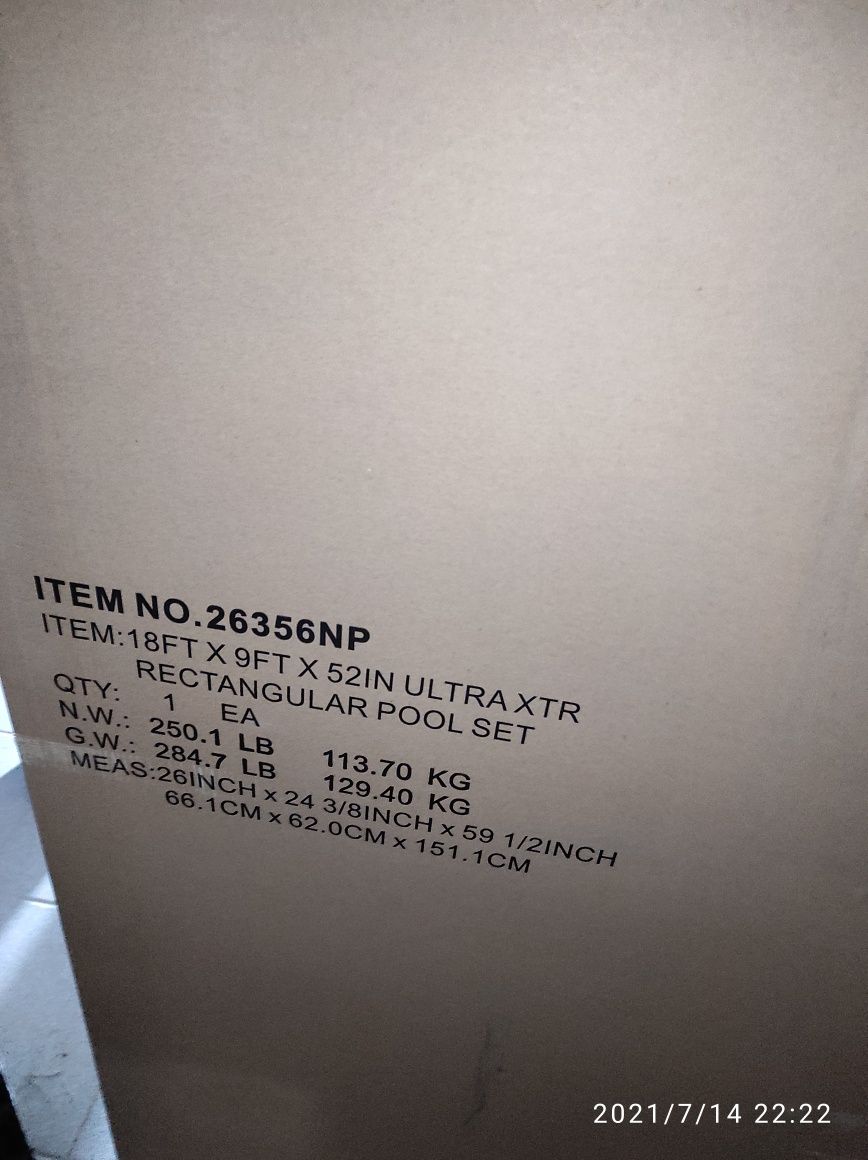 ITEM NO.26356NP
ITEM:18FT X 9FT X 52IN ULTRA XTR
RECTANGULAR POOL SET
QTY: 1 EA
N.W.: 250.1 LB 113.70 KG
G.W.: 284.7 LB 129.40 KG
MEAS:26INCH x 24 3/8INCH x 59 1/2INCH
66.1CM x 62.0CM x 151.1CM
2021/7/14 22:22